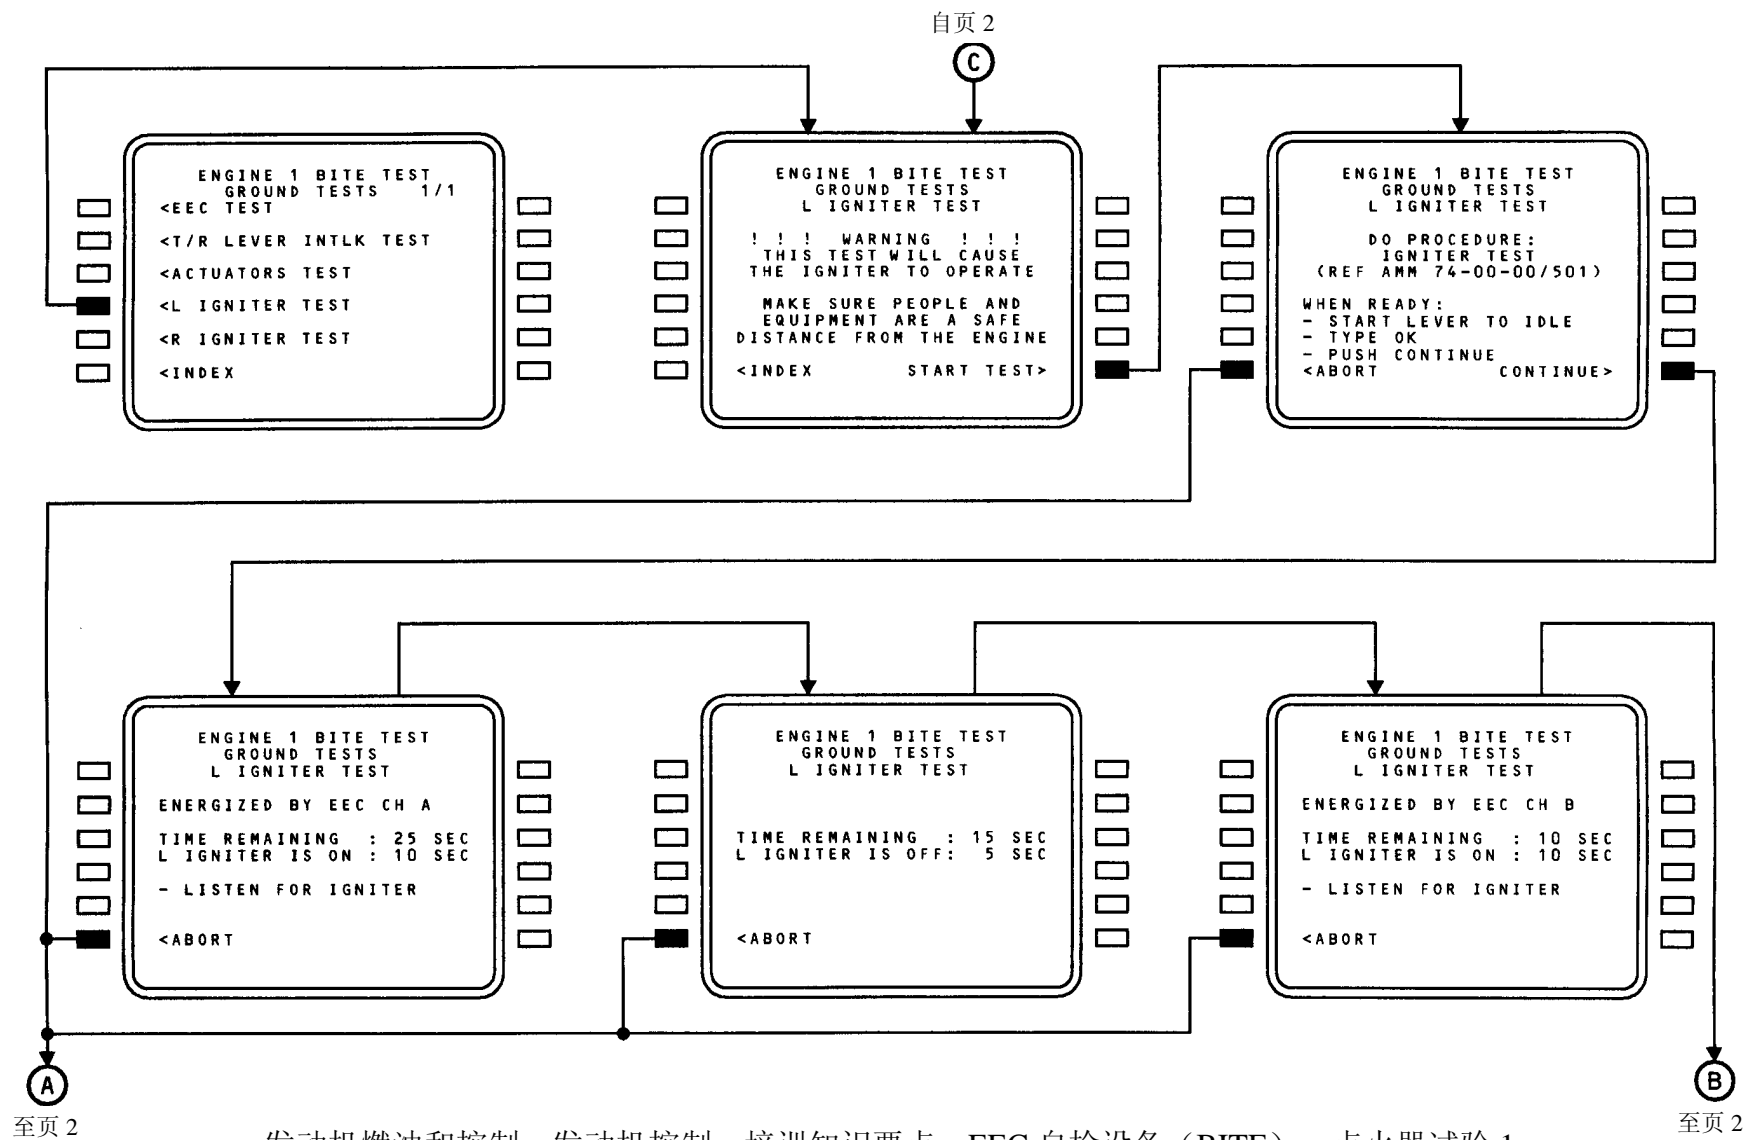 自页 2
C
ENGINE 1 BITE TEST
GROUND TESTS 1/1
<EEC TEST
<T/R LEVER INTLK TEST
<ACTUATORS TEST
<L IGNITER TEST
<R IGNITER TEST
<INDEX
ENGINE 1 BITE TEST
GROUND TESTS
L IGNITER TEST
! ! ! WARNING ! ! !
THIS TEST WILL CAUSE
THE IGNITER TO OPERATE
MAKE SURE PEOPLE AND
EQUIPMENT ARE A SAFE
DISTANCE FROM THE ENGINE
<INDEX START TEST>
ENGINE 1 BITE TEST
GROUND TESTS
L IGNITER TEST
DO PROCEDURE:
IGNITER TEST
(REF AMM 74-00-00/501)
WHEN READY:
- START LEVER TO IDLE
- TYPE OK
- PUSH CONTINUE
<ABORT CONTINUE>
ENGINE 1 BITE TEST
GROUND TESTS
L IGNITER TEST
ENERGIZED BY EEC CH A
TIME REMAINING : 25 SEC
L IGNITER IS ON : 10 SEC
- LISTEN FOR IGNITER
<ABORT
ENGINE 1 BITE TEST
GROUND TESTS
L IGNITER TEST
TIME REMAINING : 15 SEC
L IGNITER IS OFF: 5 SEC
<ABORT
ENGINE 1 BITE TEST
GROUND TESTS
L IGNITER TEST
ENERGIZED BY EEC CH B
TIME REMAINING : 10 SEC
L IGNITER IS ON : 10 SEC
- LISTEN FOR IGNITER
<ABORT
A
至页 2
B
至页 2